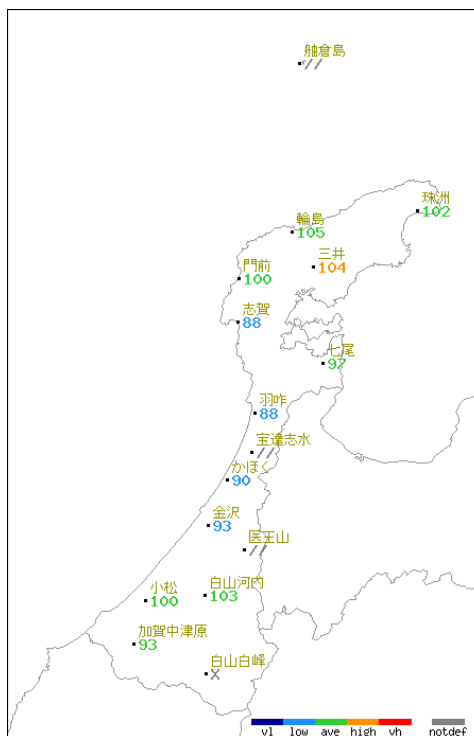 舳倉島
//
珠洲
102
輪島
105
三井
104
門前
100
志賀
88
七尾
97
羽咋
88
宝達志水
//
かほく
90
金沢
93
医王山
//
小松
100
白山河内
103
加賀中津原
93
白山白峰
X
vl low ave high vh notdef